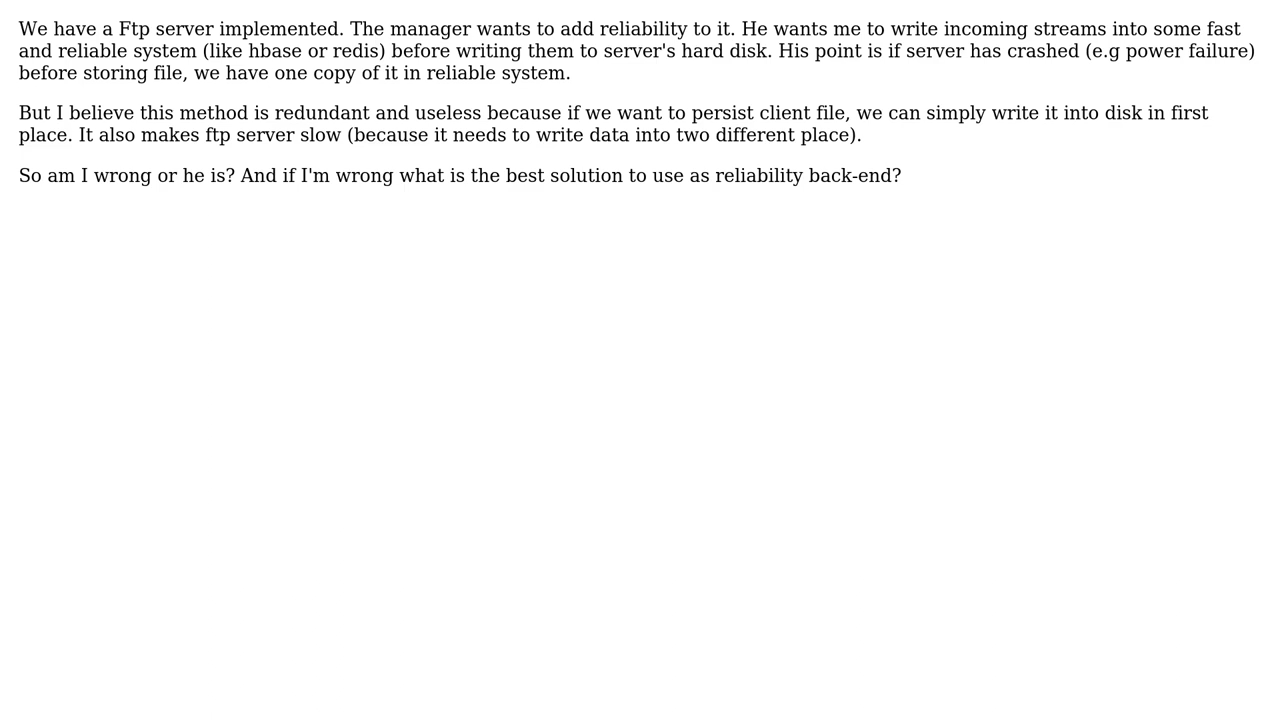 We have a Ftp server implemented. The manager wants to add reliability to it. He wants me to write incoming streams into some fast
and reliable system (like hbase or redis) before writing them to server's hard disk. His point is if server has crashed (e.g power failure)
before storing file, we have one copy of it in reliable system.
But I believe this method is redundant and useless because if we want to persist client file, we can simply write it into disk in first
place. It also makes ftp server slow (because it needs to write data into two different place).
So am I wrong or he is? And if I'm wrong what is the best solution to use as reliability back-end?